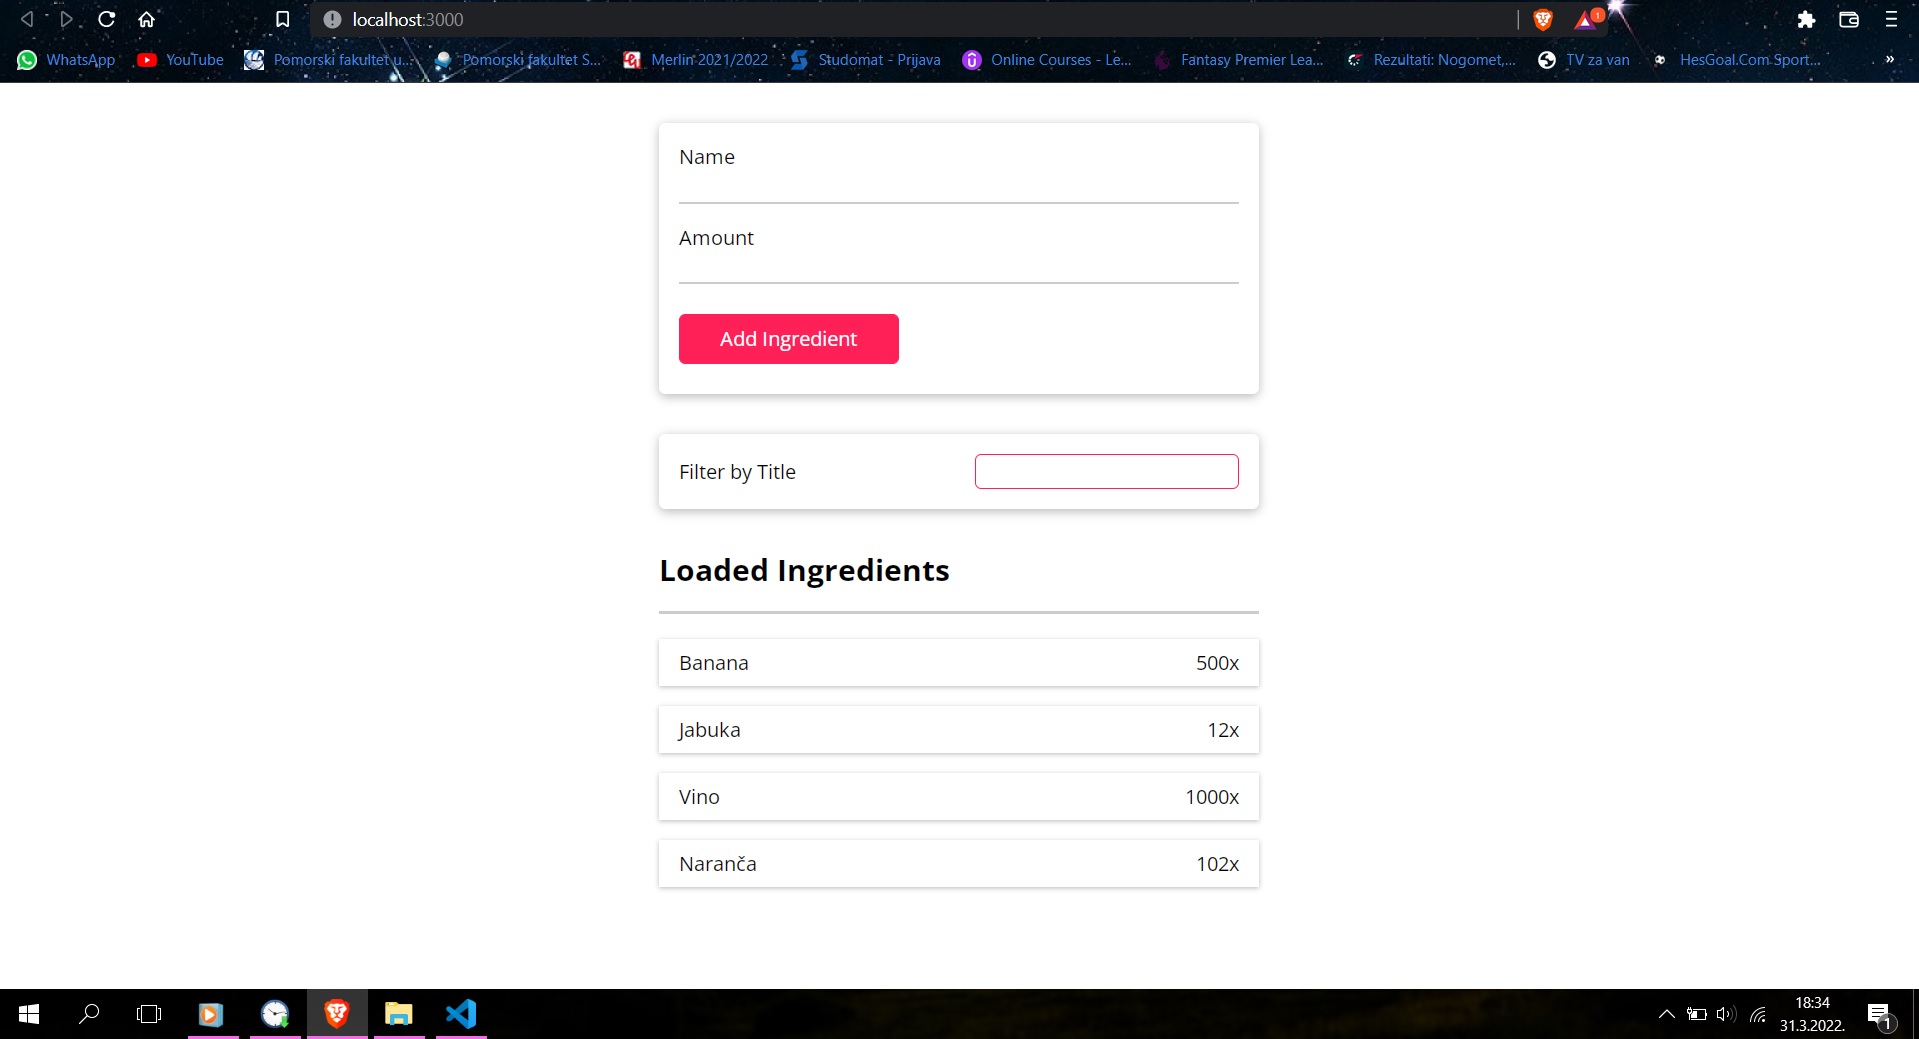 localhost:3000
1
WhatsApp YouTube Pomorski fakultet u... Pomorski fakultet S... Merlin 2021/2022 Studomat - Prijava Online Courses - Le... Fantasy Premier Lea... Rezultati: Nogomet,... TV za van HesGoal.Com Sport... »
Name
Amount
Add Ingredient
Filter by Title
Loaded Ingredients
Banana 500x
Jabuka 12x
Vino 1000x
Naranča 102x
18:34
31.3.2022.
1